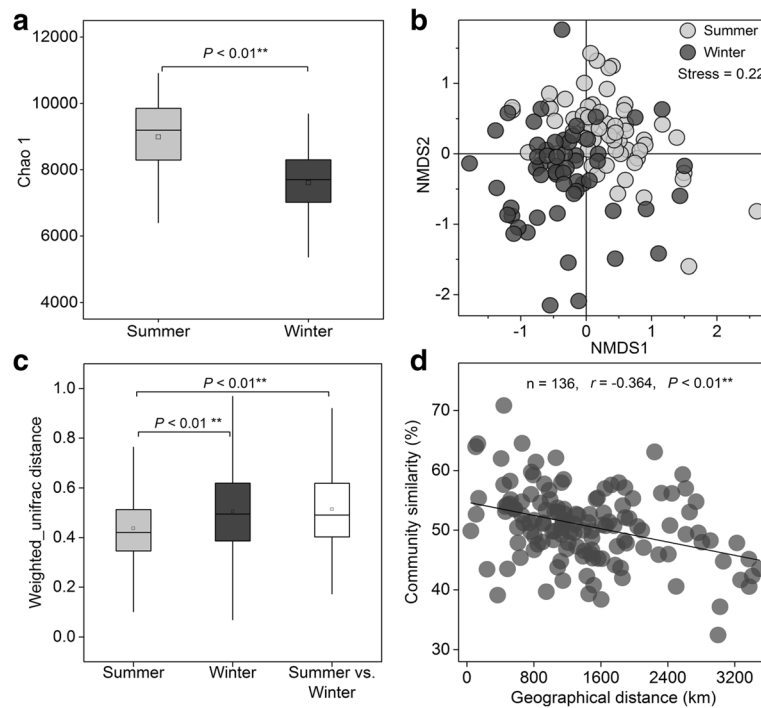 a
12000
10000
8000
6000
4000
Chao 1
P < 0.01**
Summer
Winter
b
Summer
Winter
Stress = 0.22
1
0
-1
-2
NMDS2
-1
0
1
2
NMDS1
c
1.0
0.8
0.6
0.4
0.2
0.0
Weighted_unifrac distance
P < 0.01**
P < 0.01 **
Summer
Winter
Summer vs.
Winter
d
n = 136, r = -0.364, P < 0.01**
70
60
50
40
30
Community similarity (%)
0
800
1600
2400
3200
Geographical distance (km)